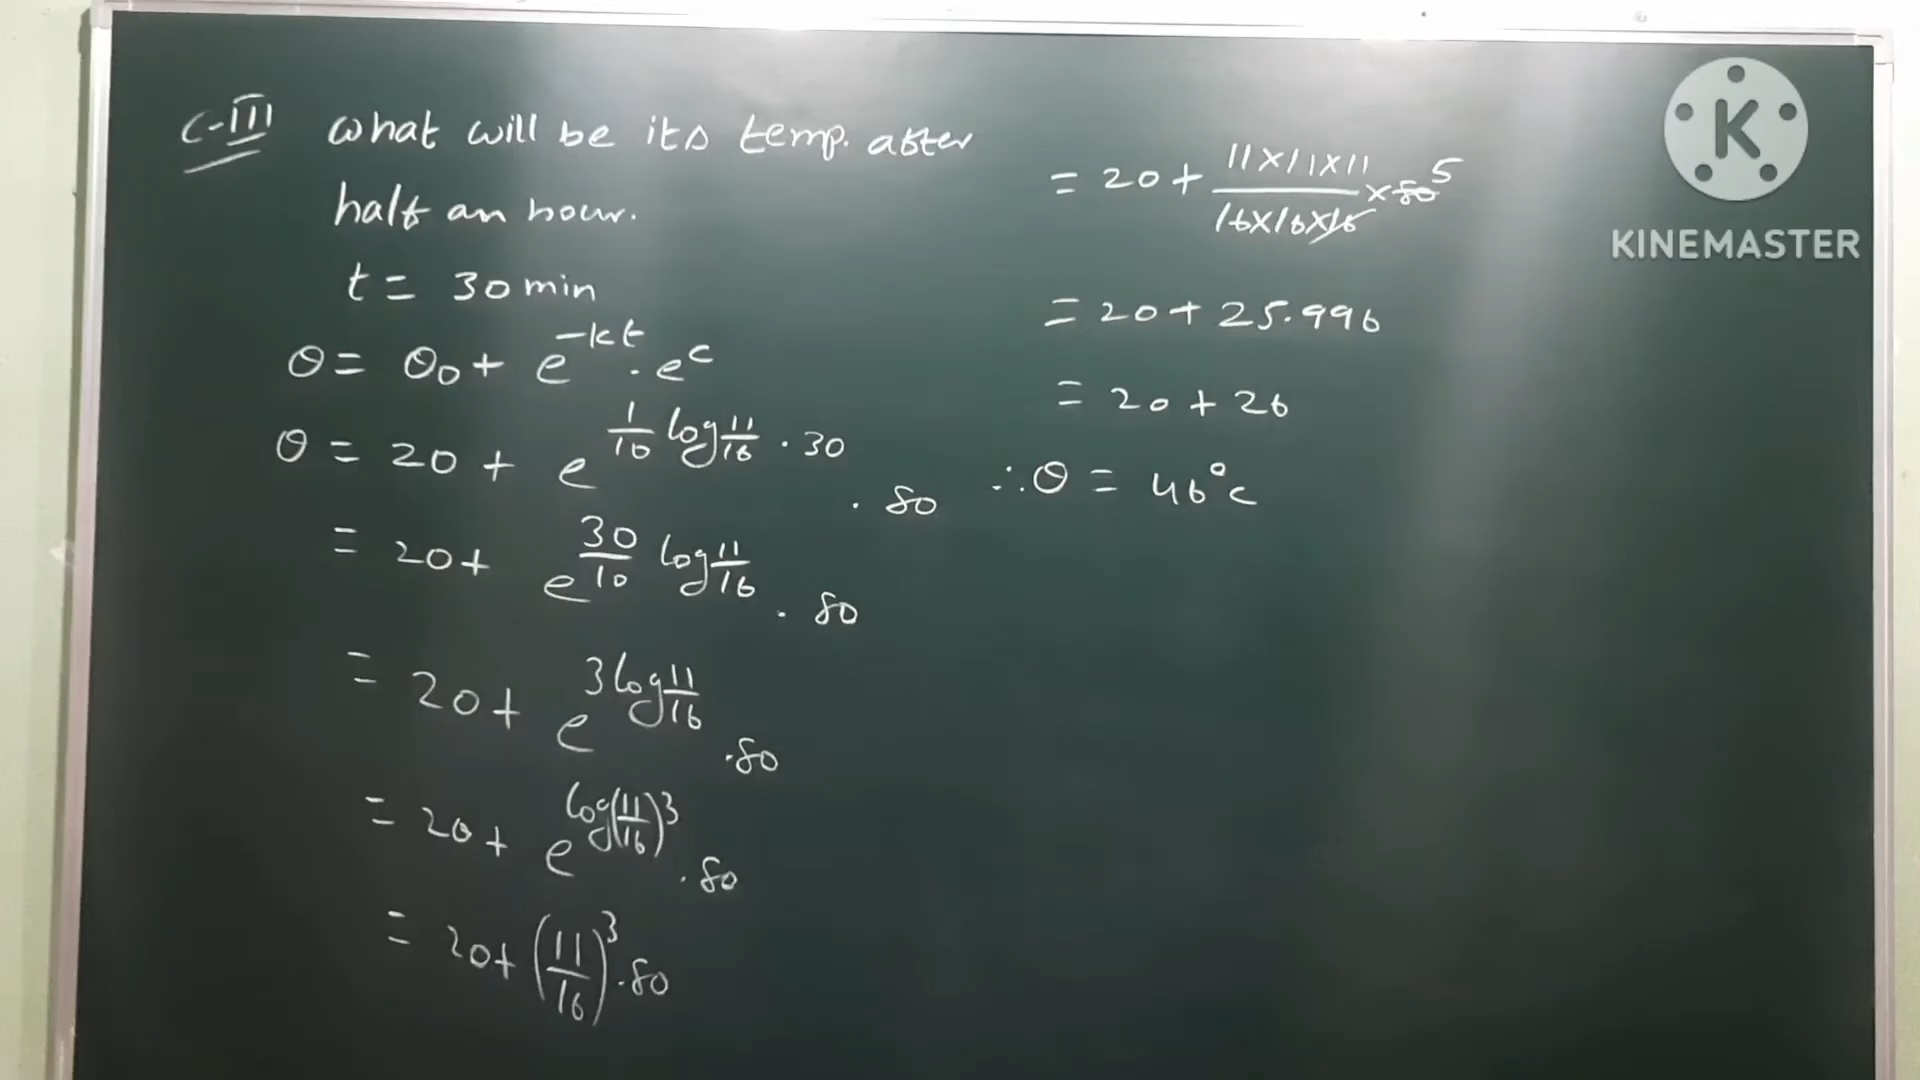 C-III what will be its temp. after
half an hour.
t = 30 min
θ = θ₀ + e^{-kt} . e^c
θ = 20 + e^{1/10 log 11/16 · 30} . 80
= 20 + e^{30/10 log 11/16} . 80
= 20 + e^{3 log 11/16} . 80
= 20 + e^{log (11/16)^3} . 80
= 20 + (11/16)^3 . 80
= 20 + 11×11×11 / 16×16×16 × 80 5
= 20 + 25.996
= 20 + 26
∴ θ = 46°c
K
KINEMASTER